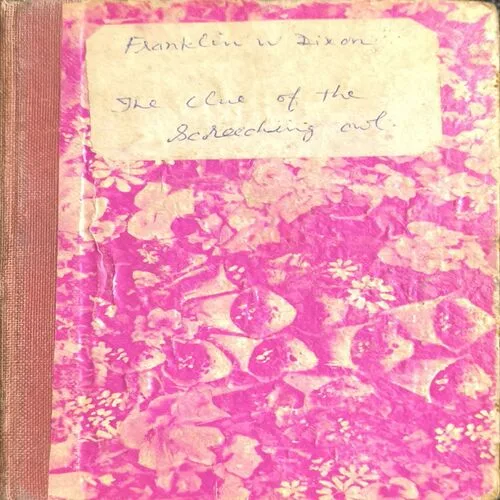 Franklin W Dixon
The Clue of the
Screeching owl.